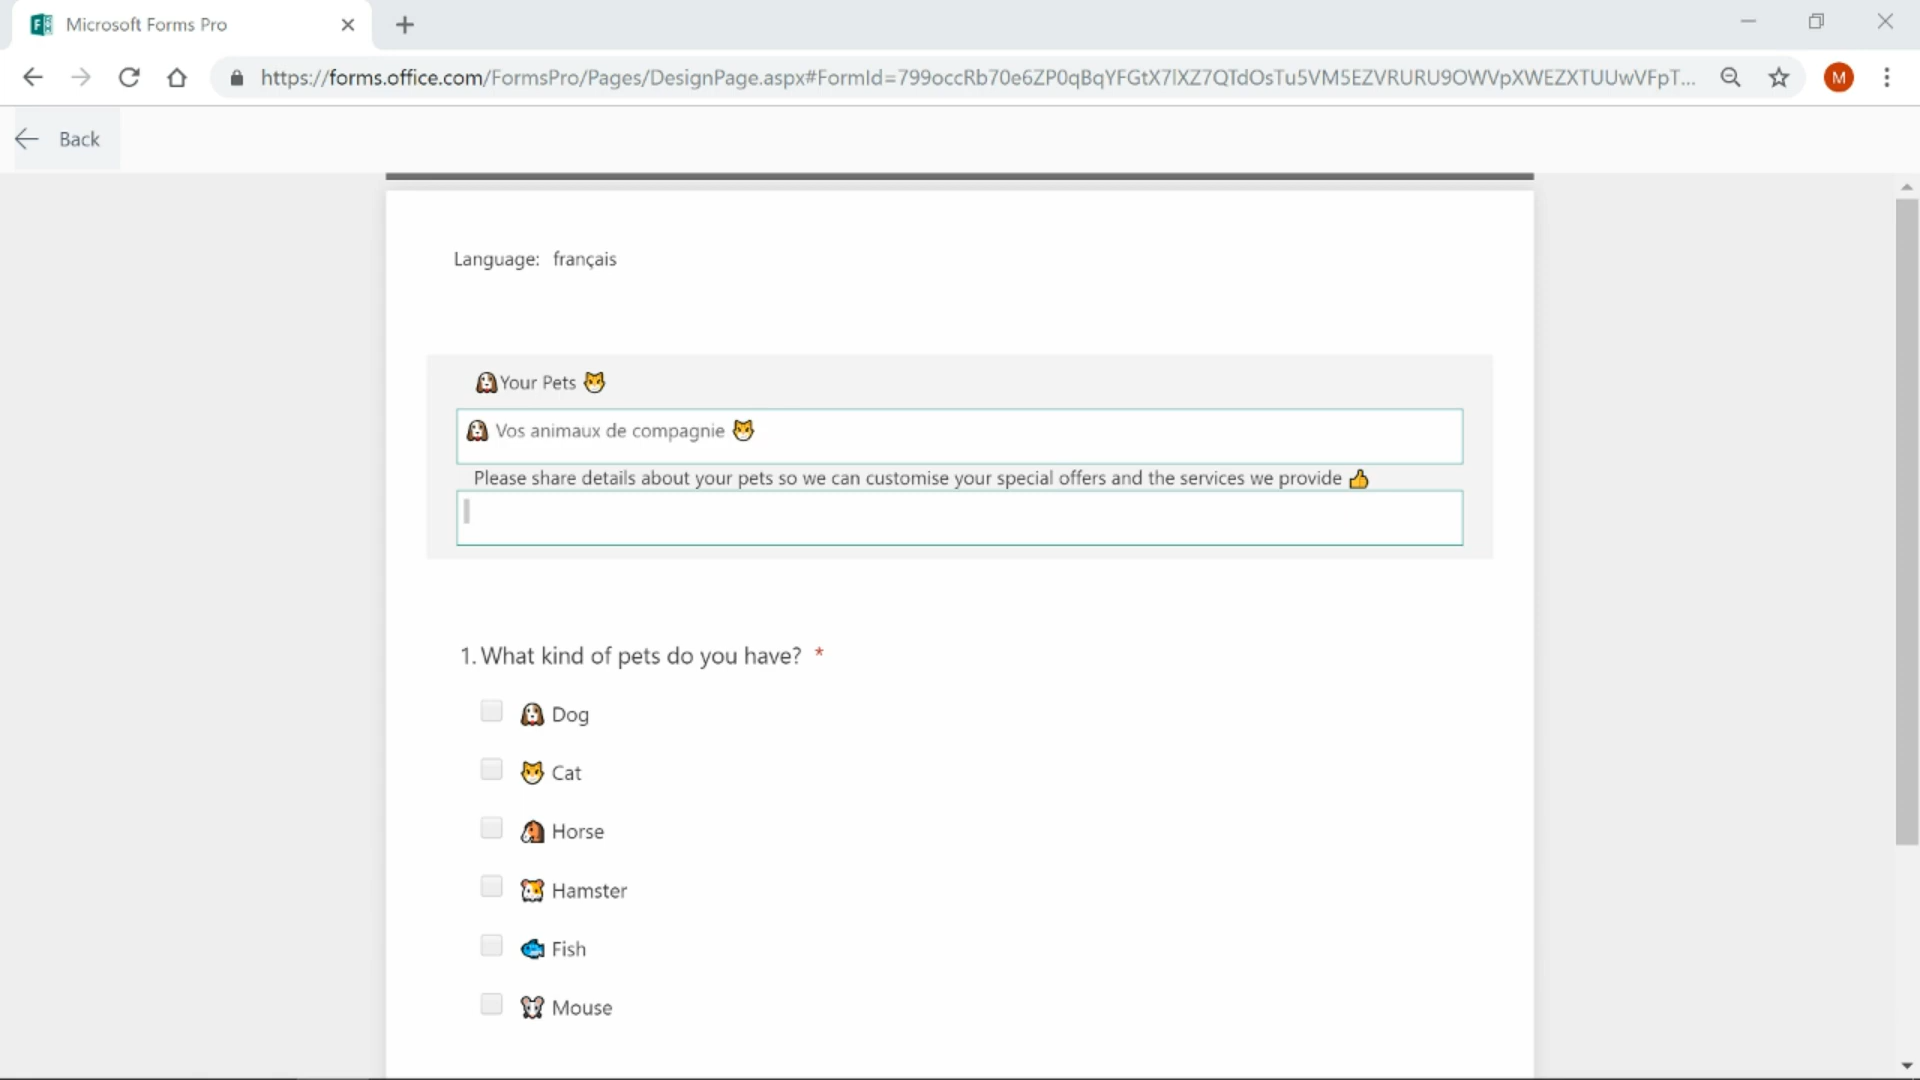 Microsoft Forms Pro
https://forms.office.com/FormsPro/Pages/DesignPage.aspx#FormId=799occRb70e6ZP0qBqYFGtX7IXZ7QTdOsTu5VM5EZVRURU9OWVpXWEZXTUUwVFpT...
M
Back
Language: français
🐶Your Pets 🐱
🐶 Vos animaux de compagnie 🐱
Please share details about your pets so we can customise your special offers and the services we provide 👍
1. What kind of pets do you have? *
🐶 Dog
🐱 Cat
🐴 Horse
🐹 Hamster
🐟 Fish
🐭 Mouse